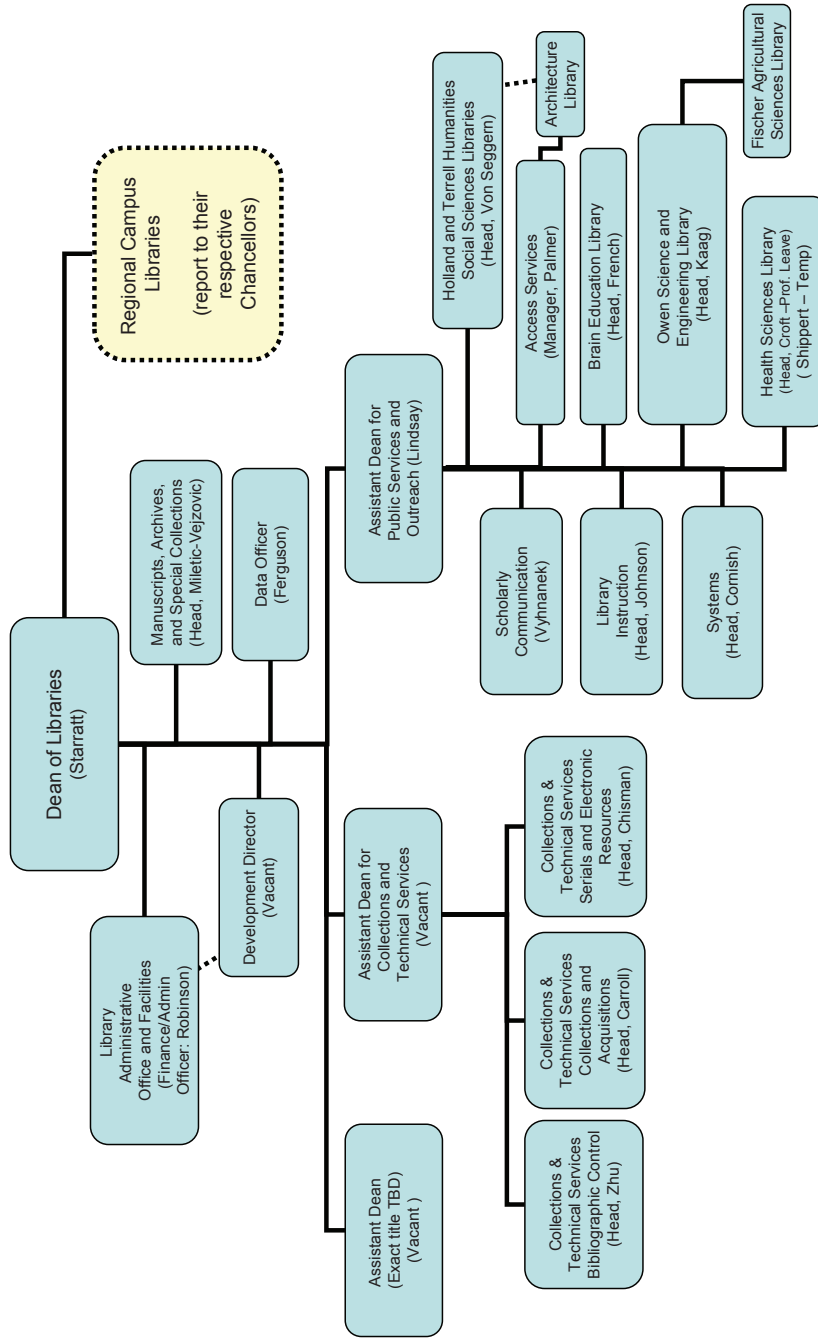 Dean of Libraries
(Starratt)
Regional Campus
Libraries
(report to their
respective
Chancellors)
Library
Administrative
Office and Facilities
(Finance/Admin
Officer: Robinson)
Manuscripts, Archives,
and Special Collections
(Head, Miletic-Vejzovic)
Development Director
(Vacant)
Data Officer
(Ferguson)
Assistant Dean
(Exact title TBD)
(Vacant )
Assistant Dean for
Collections and
Technical Services
(Vacant )
Assistant Dean for
Public Services and
Outreach (Lindsay)
Collections &
Technical Services
Bibliographic Control
(Head, Zhu)
Collections &
Technical Services
Collections and
Acquisitions
(Head, Carroll)
Collections &
Technical Services
Serials and Electronic
Resources
(Head, Chisman)
Scholarly
Communication
(Vyhnanek)
Library
Instruction
(Head, Johnson)
Systems
(Head, Cornish)
Holland and Terrell Humanities
Social Sciences Libraries
(Head, Von Seggern)
Access Services
(Manager, Palmer)
Architecture
Library
Brain Education Library
(Head, French)
Owen Science and
Engineering Library
(Head, Kaag)
Fischer Agricultural
Sciences Library
Health Sciences Library
(Head, Croft –Prof. Leave)
( Shippert – Temp)